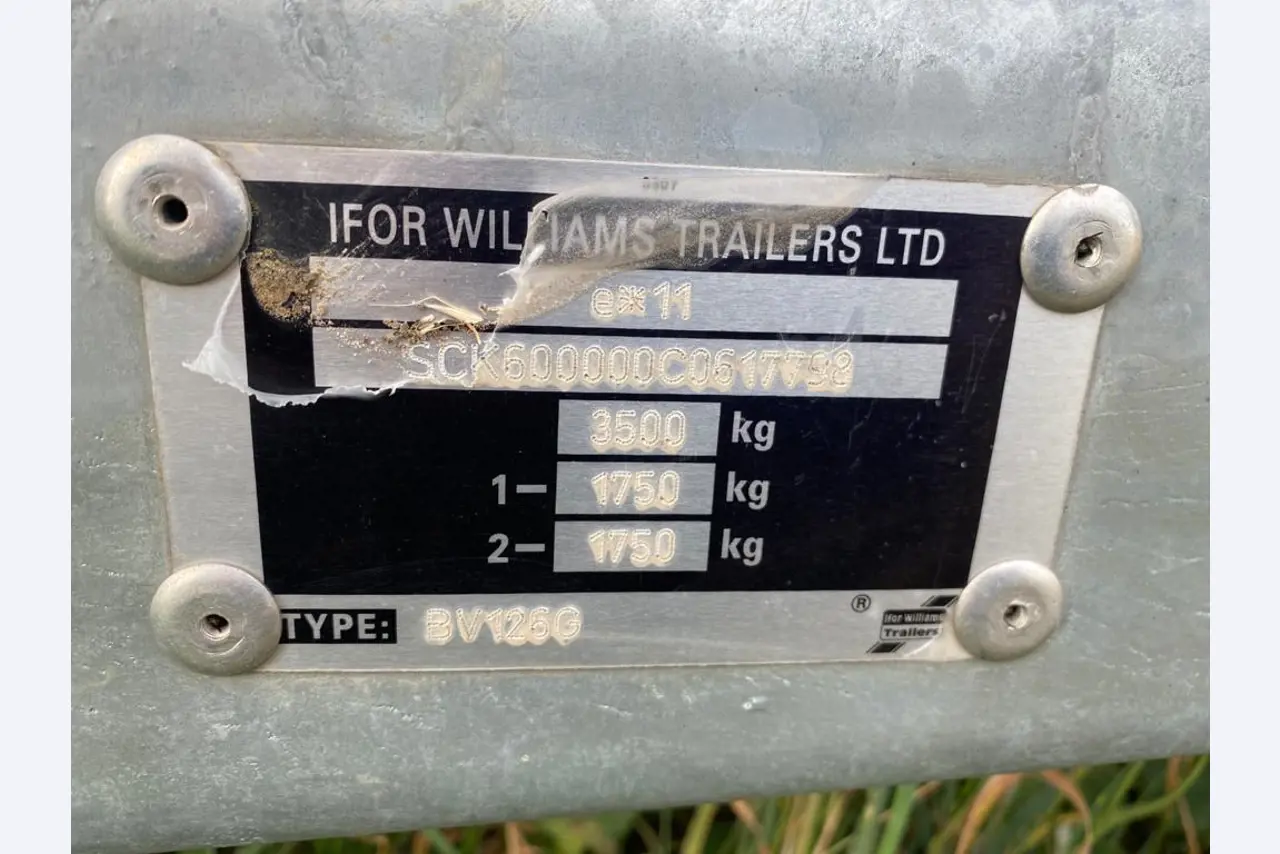 IFOR WILLIAMS TRAILERS LTD
e*11
SCK600000C0617798
3500 kg
1– 1750 kg
2– 1750 kg
TYPE: BV126G
®
Ifor Williams
Trailers